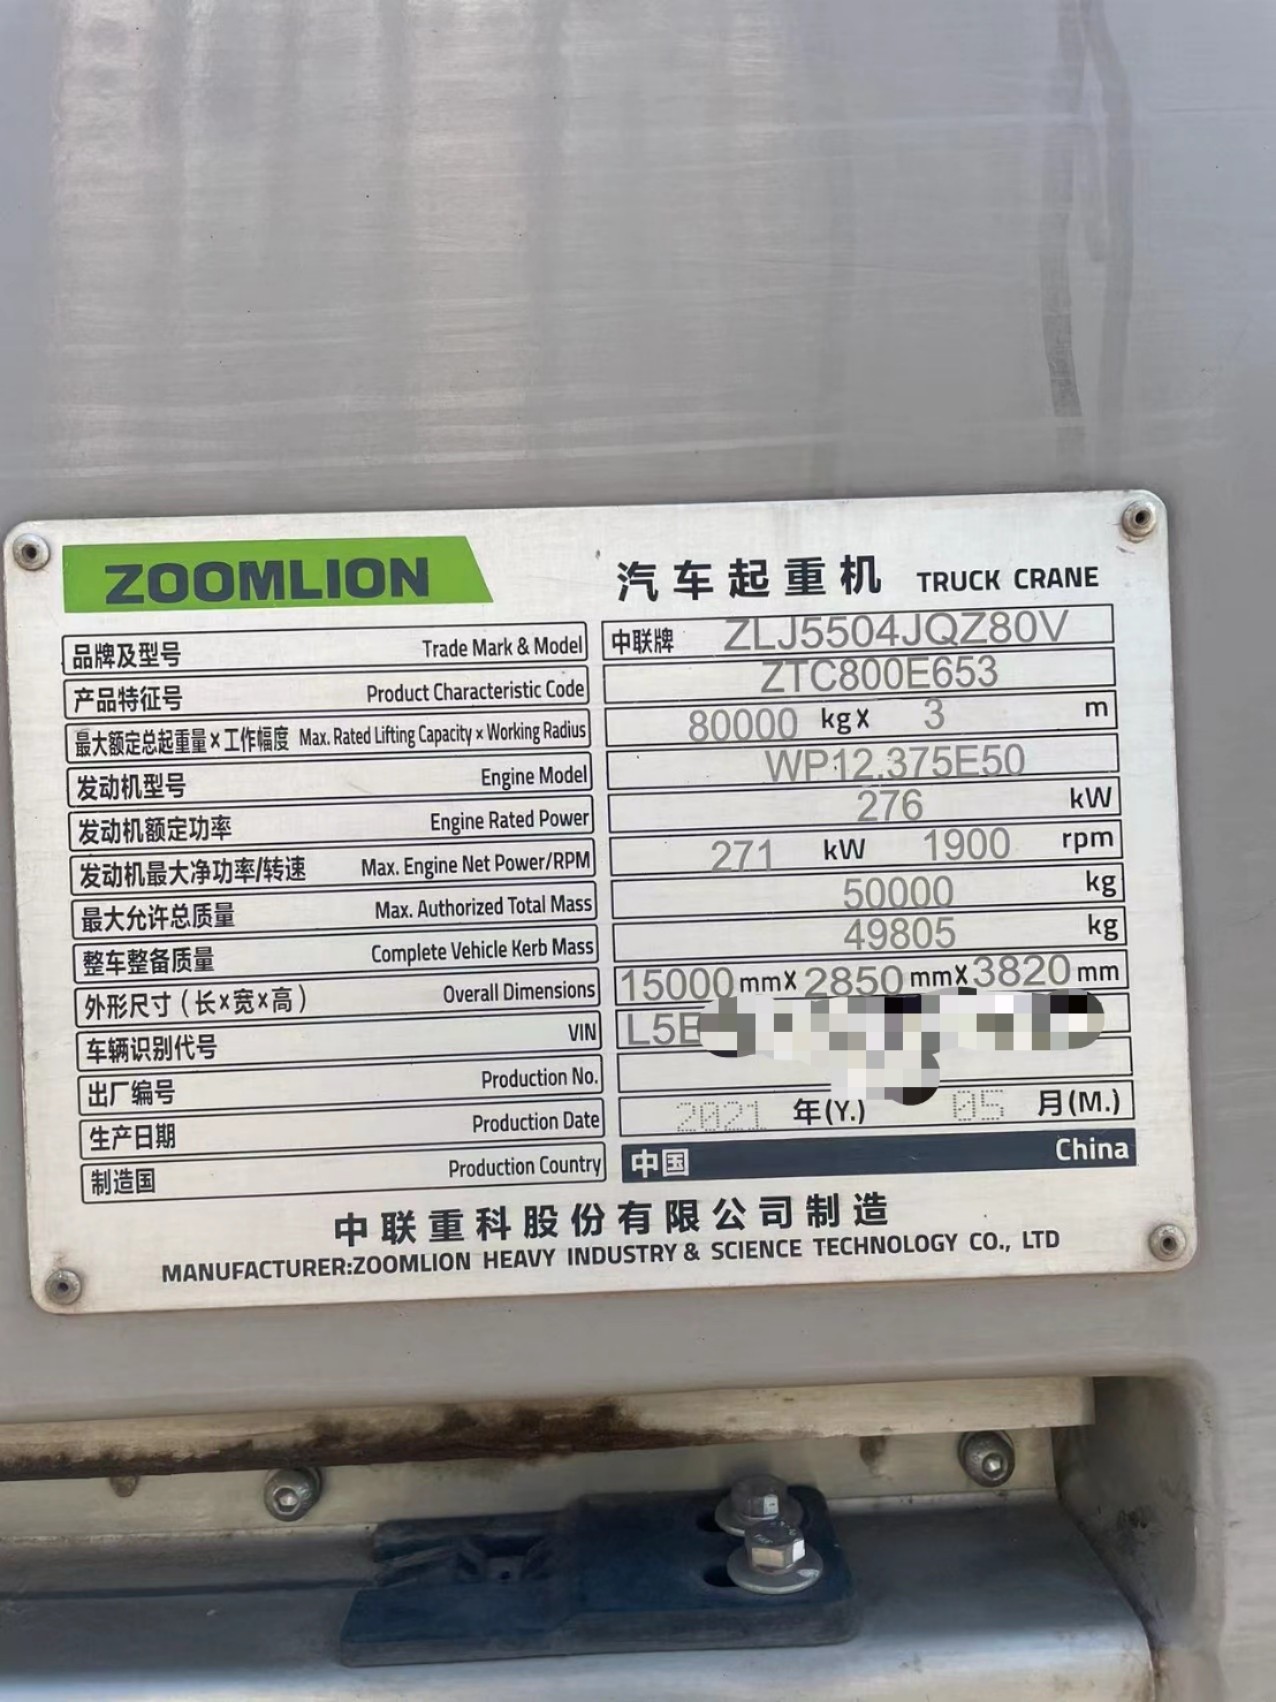 ZOOMLION
汽车起重机 TRUCK CRANE
品牌及型号 Trade Mark & Model 中联牌 ZLJ5504JQZ80V
产品特征号 Product Characteristic Code ZTC800E653
最大额定总起重量×工作幅度 Max. Rated Lifting Capacity × Working Radius 80000 kg× 3 m
发动机型号 Engine Model WP12.375E50
发动机额定功率 Engine Rated Power 276 kW
发动机最大净功率/转速 Max. Engine Net Power/RPM 271 kW 1900 rpm
最大允许总质量 Max. Authorized Total Mass 50000 kg
整车整备质量 Complete Vehicle Kerb Mass 49805 kg
外形尺寸(长×宽×高) Overall Dimensions 15000mm×2850mm×3820mm
车辆识别代号 VIN L5E
出厂编号 Production No.
生产日期 Production Date 2021 年(Y.) 05 月(M.)
制造国 Production Country 中国 China
中联重科股份有限公司制造
MANUFACTURER:ZOOMLION HEAVY INDUSTRY & SCIENCE TECHNOLOGY CO., LTD